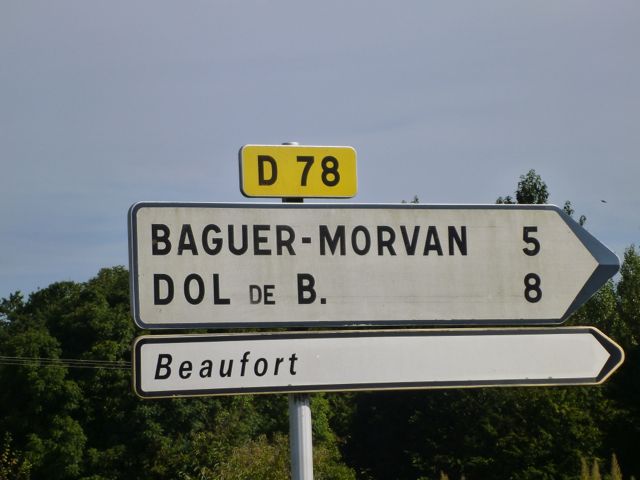 D 78
BAGUER-MORVAN 5
DOL DE B. 8
Beaufort